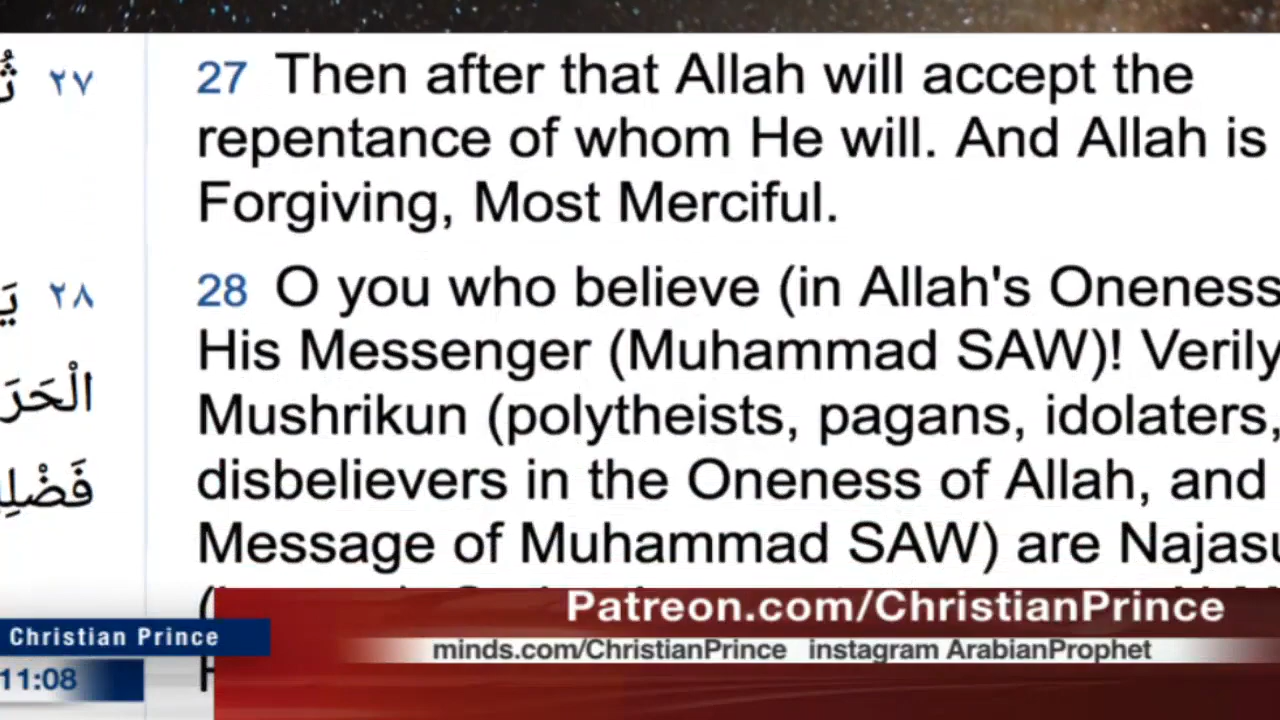 27 Then after that Allah will accept the
repentance of whom He will. And Allah is
Forgiving, Most Merciful.
28 O you who believe (in Allah's Oneness
His Messenger (Muhammad SAW)! Verily
Mushrikun (polytheists, pagans, idolaters,
disbelievers in the Oneness of Allah, and
Message of Muhammad SAW) are Najasu
٢٧
٢٨
Patreon.com/ChristianPrince
Christian Prince
minds.com/ChristianPrince instagram ArabianProphet
11:08